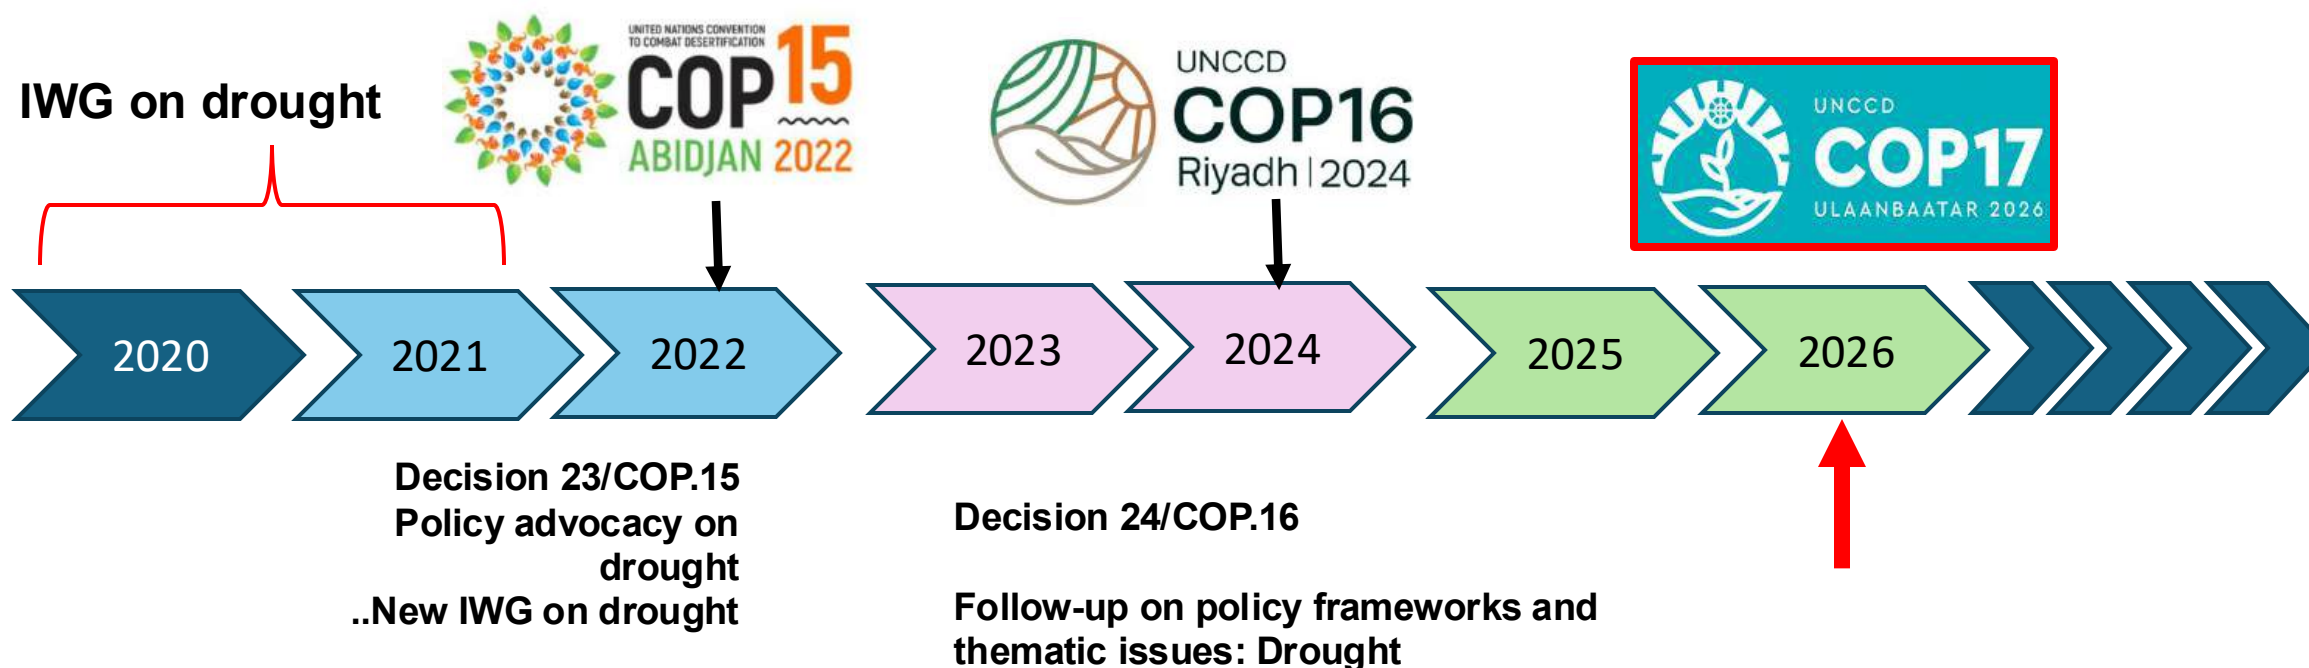 IWG on drought
UNITED NATIONS CONVENTION
TO COMBAT DESERTIFICATION
COP15
ABIDJAN 2022
UNCCD
COP16
Riyadh | 2024
UNCCD
COP17
ULAANBAATAR 2026
2020
2021
2022
2023
2024
2025
2026
Decision 23/COP.15
Policy advocacy on
drought
..New IWG on drought
Decision 24/COP.16
Follow-up on policy frameworks and
thematic issues: Drought